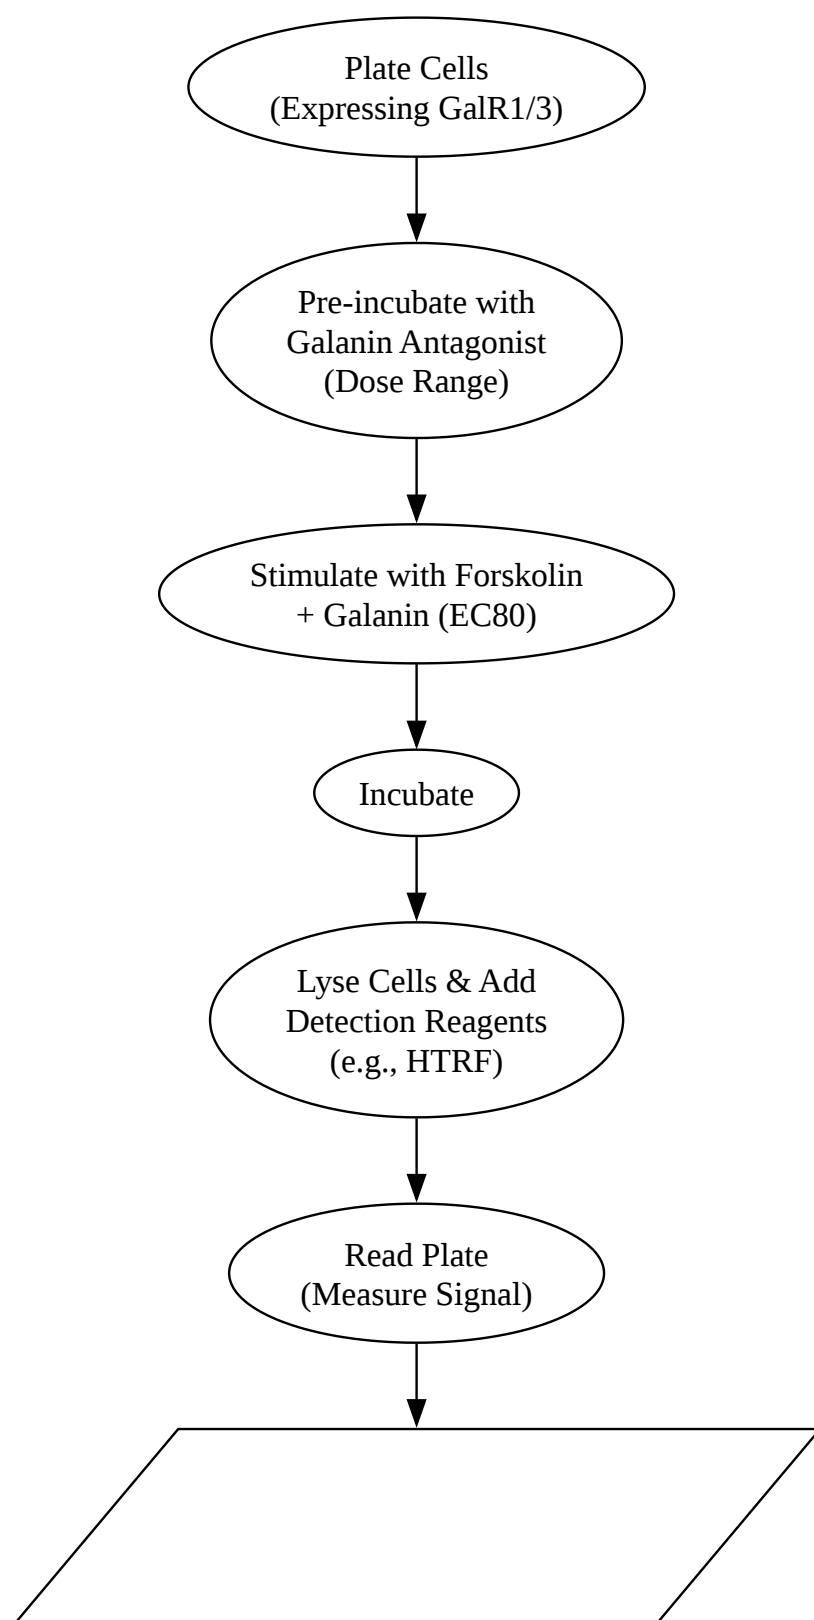 Plate Cells
(Expressing GalR1/3)
Pre-incubate with
Galanin Antagonist
(Dose Range)
Stimulate with Forskolin
+ Galanin (EC80)
Incubate
Lyse Cells & Add
Detection Reagents
(e.g., HTRF)
Read Plate
(Measure Signal)